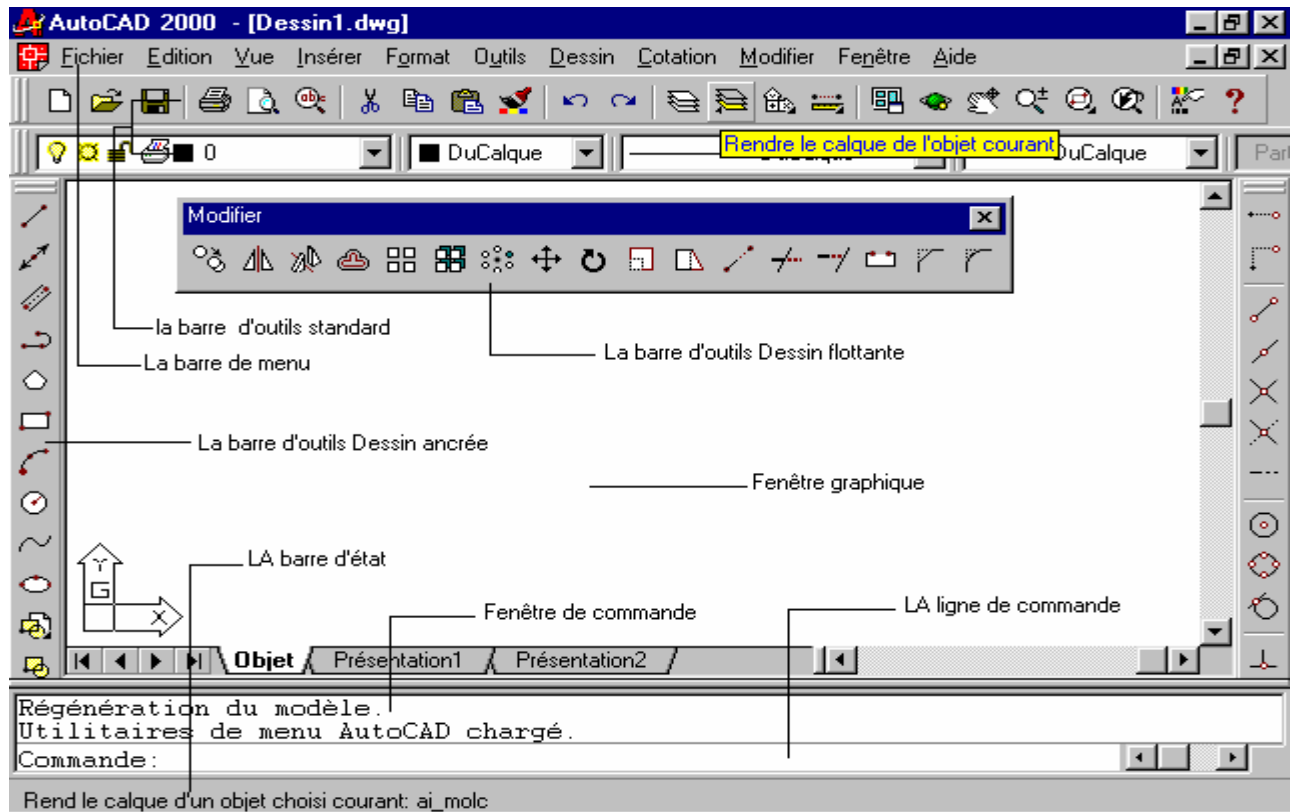 AutoCAD 2000 - [Dessin1.dwg]
Fichier Edition Vue Insérer Format Outils Dessin Cotation Modifier Fenêtre Aide
Rendre le calque de l'objet courant
0 DuCalque DuCalque
Modifier
la barre d'outils standard
La barre d'outils Dessin flottante
La barre de menu
La barre d'outils Dessin ancrée
Fenêtre graphique
LA barre d'état
Fenêtre de commande
LA ligne de commande
Y
G
X
Objet Présentation1 Présentation2
Régénération du modèle.
Utilitaires de menu AutoCAD chargé.
Commande:
Rend le calque d'un objet choisi courant: ai_molc